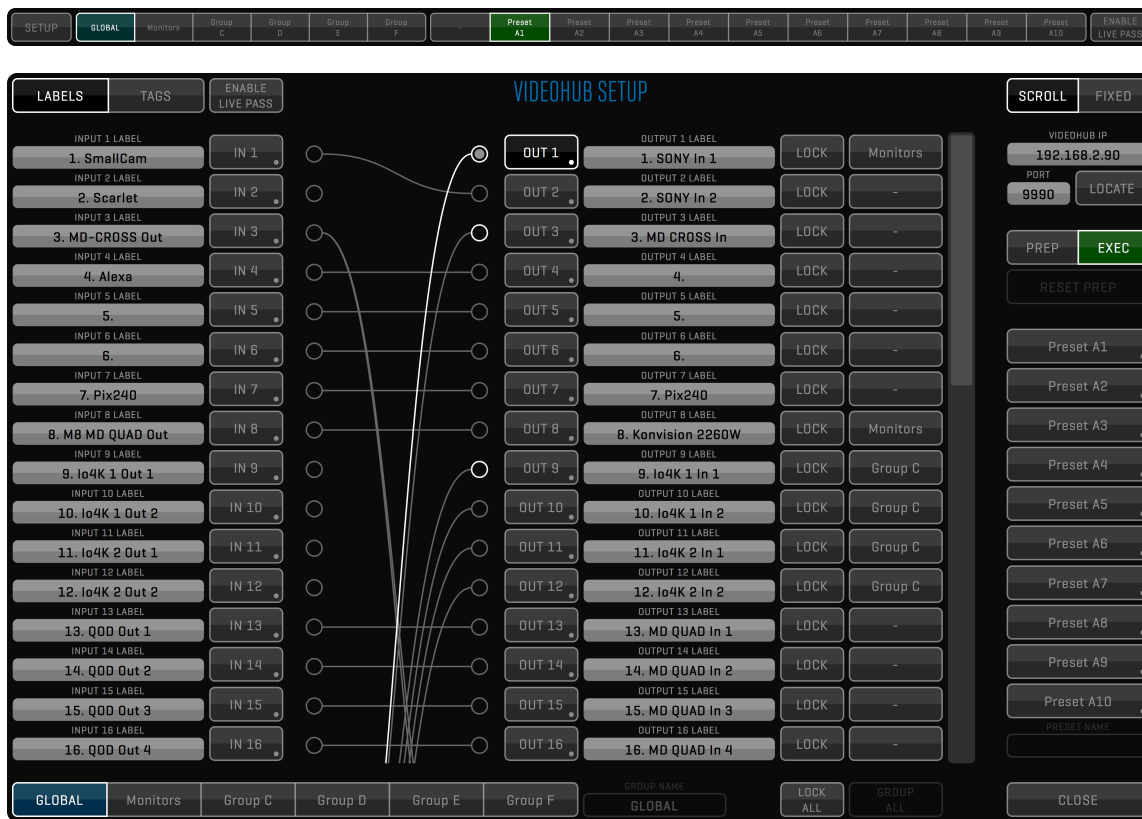 SETUP GLOBAL Monitors Group C Group D Group E Group F - Preset A1 Preset A2 Preset A3 Preset A4 Preset A5 Preset A6 Preset A7 Preset A8 Preset A9 Preset A10 ENABLE LIVE PASS
LABELS TAGS ENABLE LIVE PASS VIDEOHUB SETUP SCROLL FIXED
INPUT 1 LABEL OUTPUT 1 LABEL VIDEOHUB IP
1. SmallCam IN 1 OUT 1 1. SONY In 1 LOCK Monitors 192.168.2.90
INPUT 2 LABEL OUTPUT 2 LABEL PORT
2. Scarlet IN 2 OUT 2 2. SONY In 2 LOCK - 9990 LOCATE
INPUT 3 LABEL OUTPUT 3 LABEL
3. MD-CROSS Out IN 3 OUT 3 3. MD CROSS In LOCK - PREP EXEC
INPUT 4 LABEL OUTPUT 4 LABEL
4. Alexa IN 4 OUT 4 4. LOCK - RESET PREP
INPUT 5 LABEL OUTPUT 5 LABEL
5. IN 5 OUT 5 5. LOCK -
INPUT 6 LABEL OUTPUT 6 LABEL
6. IN 6 OUT 6 6. LOCK - Preset A1
INPUT 7 LABEL OUTPUT 7 LABEL
7. Pix240 IN 7 OUT 7 7. Pix240 LOCK - Preset A2
INPUT 8 LABEL OUTPUT 8 LABEL
8. M8 MD QUAD Out IN 8 OUT 8 8. Konvision 2260W LOCK Monitors Preset A3
INPUT 9 LABEL OUTPUT 9 LABEL
9. Io4K 1 Out 1 IN 9 OUT 9 9. Io4K 1 In 1 LOCK Group C Preset A4
INPUT 10 LABEL OUTPUT 10 LABEL
10. Io4K 1 Out 2 IN 10 OUT 10 10. Io4K 1 In 2 LOCK Group C Preset A5
INPUT 11 LABEL OUTPUT 11 LABEL
11. Io4K 2 Out 1 IN 11 OUT 11 11. Io4K 2 In 1 LOCK Group C Preset A6
INPUT 12 LABEL OUTPUT 12 LABEL
12. Io4K 2 Out 2 IN 12 OUT 12 12. Io4K 2 In 2 LOCK Group C Preset A7
INPUT 13 LABEL OUTPUT 13 LABEL
13. QOD Out 1 IN 13 OUT 13 13. MD QUAD In 1 LOCK - Preset A8
INPUT 14 LABEL OUTPUT 14 LABEL
14. QOD Out 2 IN 14 OUT 14 14. MD QUAD In 2 LOCK - Preset A9
INPUT 15 LABEL OUTPUT 15 LABEL
15. QOD Out 3 IN 15 OUT 15 15. MD QUAD In 3 LOCK - Preset A10
INPUT 16 LABEL OUTPUT 16 LABEL PRESET NAME
16. QOD Out 4 IN 16 OUT 16 16. MD QUAD In 4 LOCK -
GROUP NAME
GLOBAL Monitors Group C Group D Group E Group F GLOBAL LOCK ALL GROUP ALL CLOSE